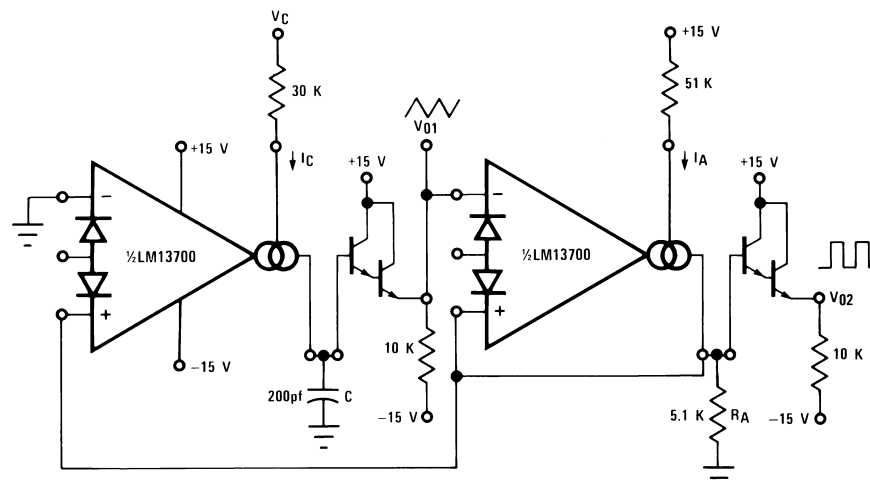 VC
30 K
IC
+15 V
−
½LM13700
+
−15 V
200pf
C
+15 V
V01
10 K
−15 V
+15 V
51 K
IA
−
½LM13700
+
+15 V
V02
5.1 K
RA
10 K
−15 V